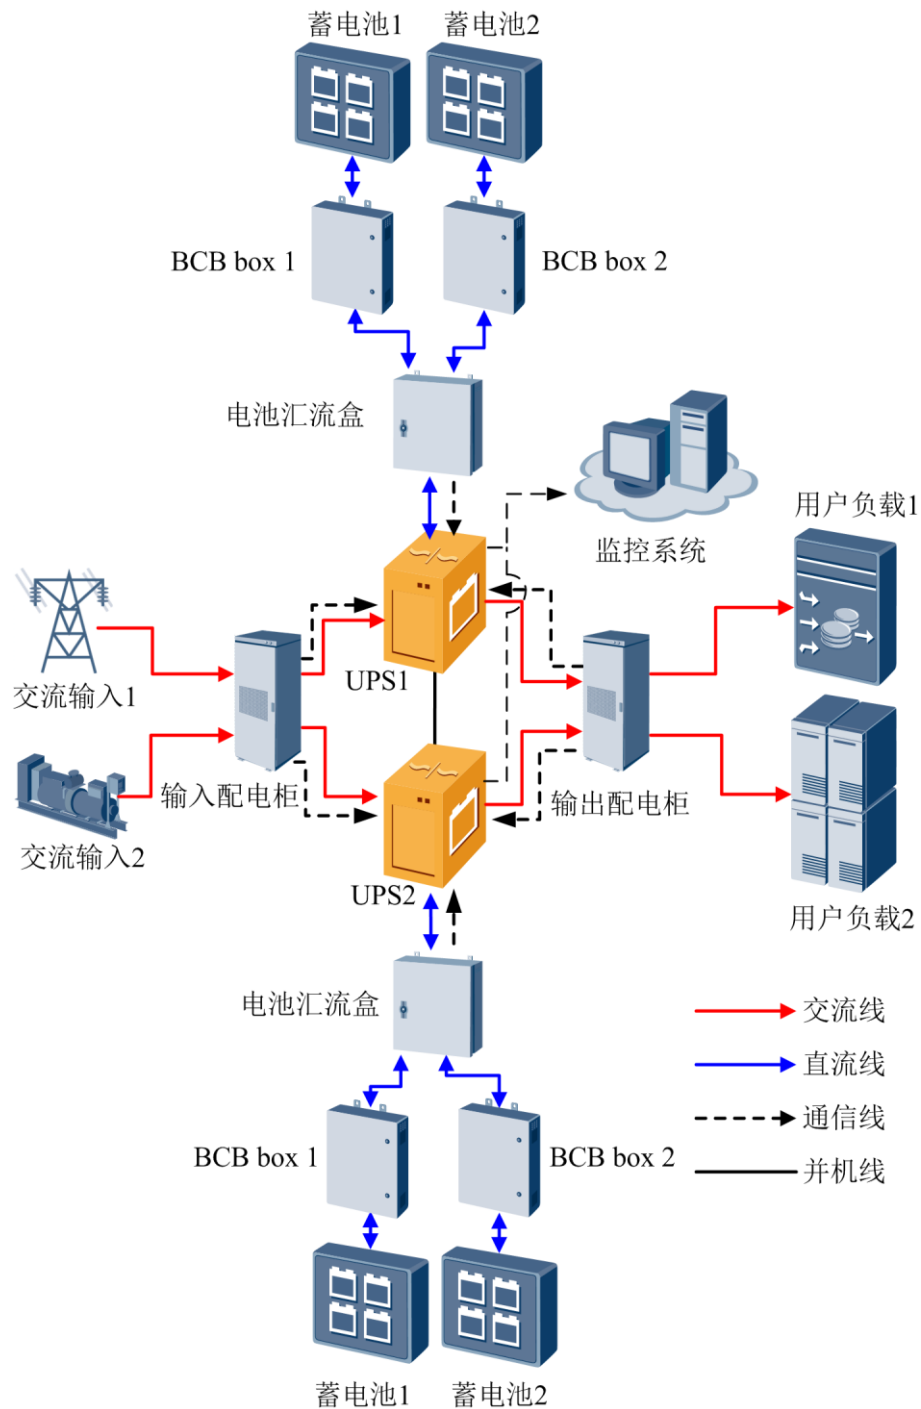 蓄电池1
蓄电池2
BCB box 1
BCB box 2
电池汇流盒
监控系统
用户负载1
交流输入1
UPS1
输入配电柜
输出配电柜
交流输入2
UPS2
用户负载2
电池汇流盒
交流线
直流线
通信线
并机线
BCB box 1
BCB box 2
蓄电池1
蓄电池2